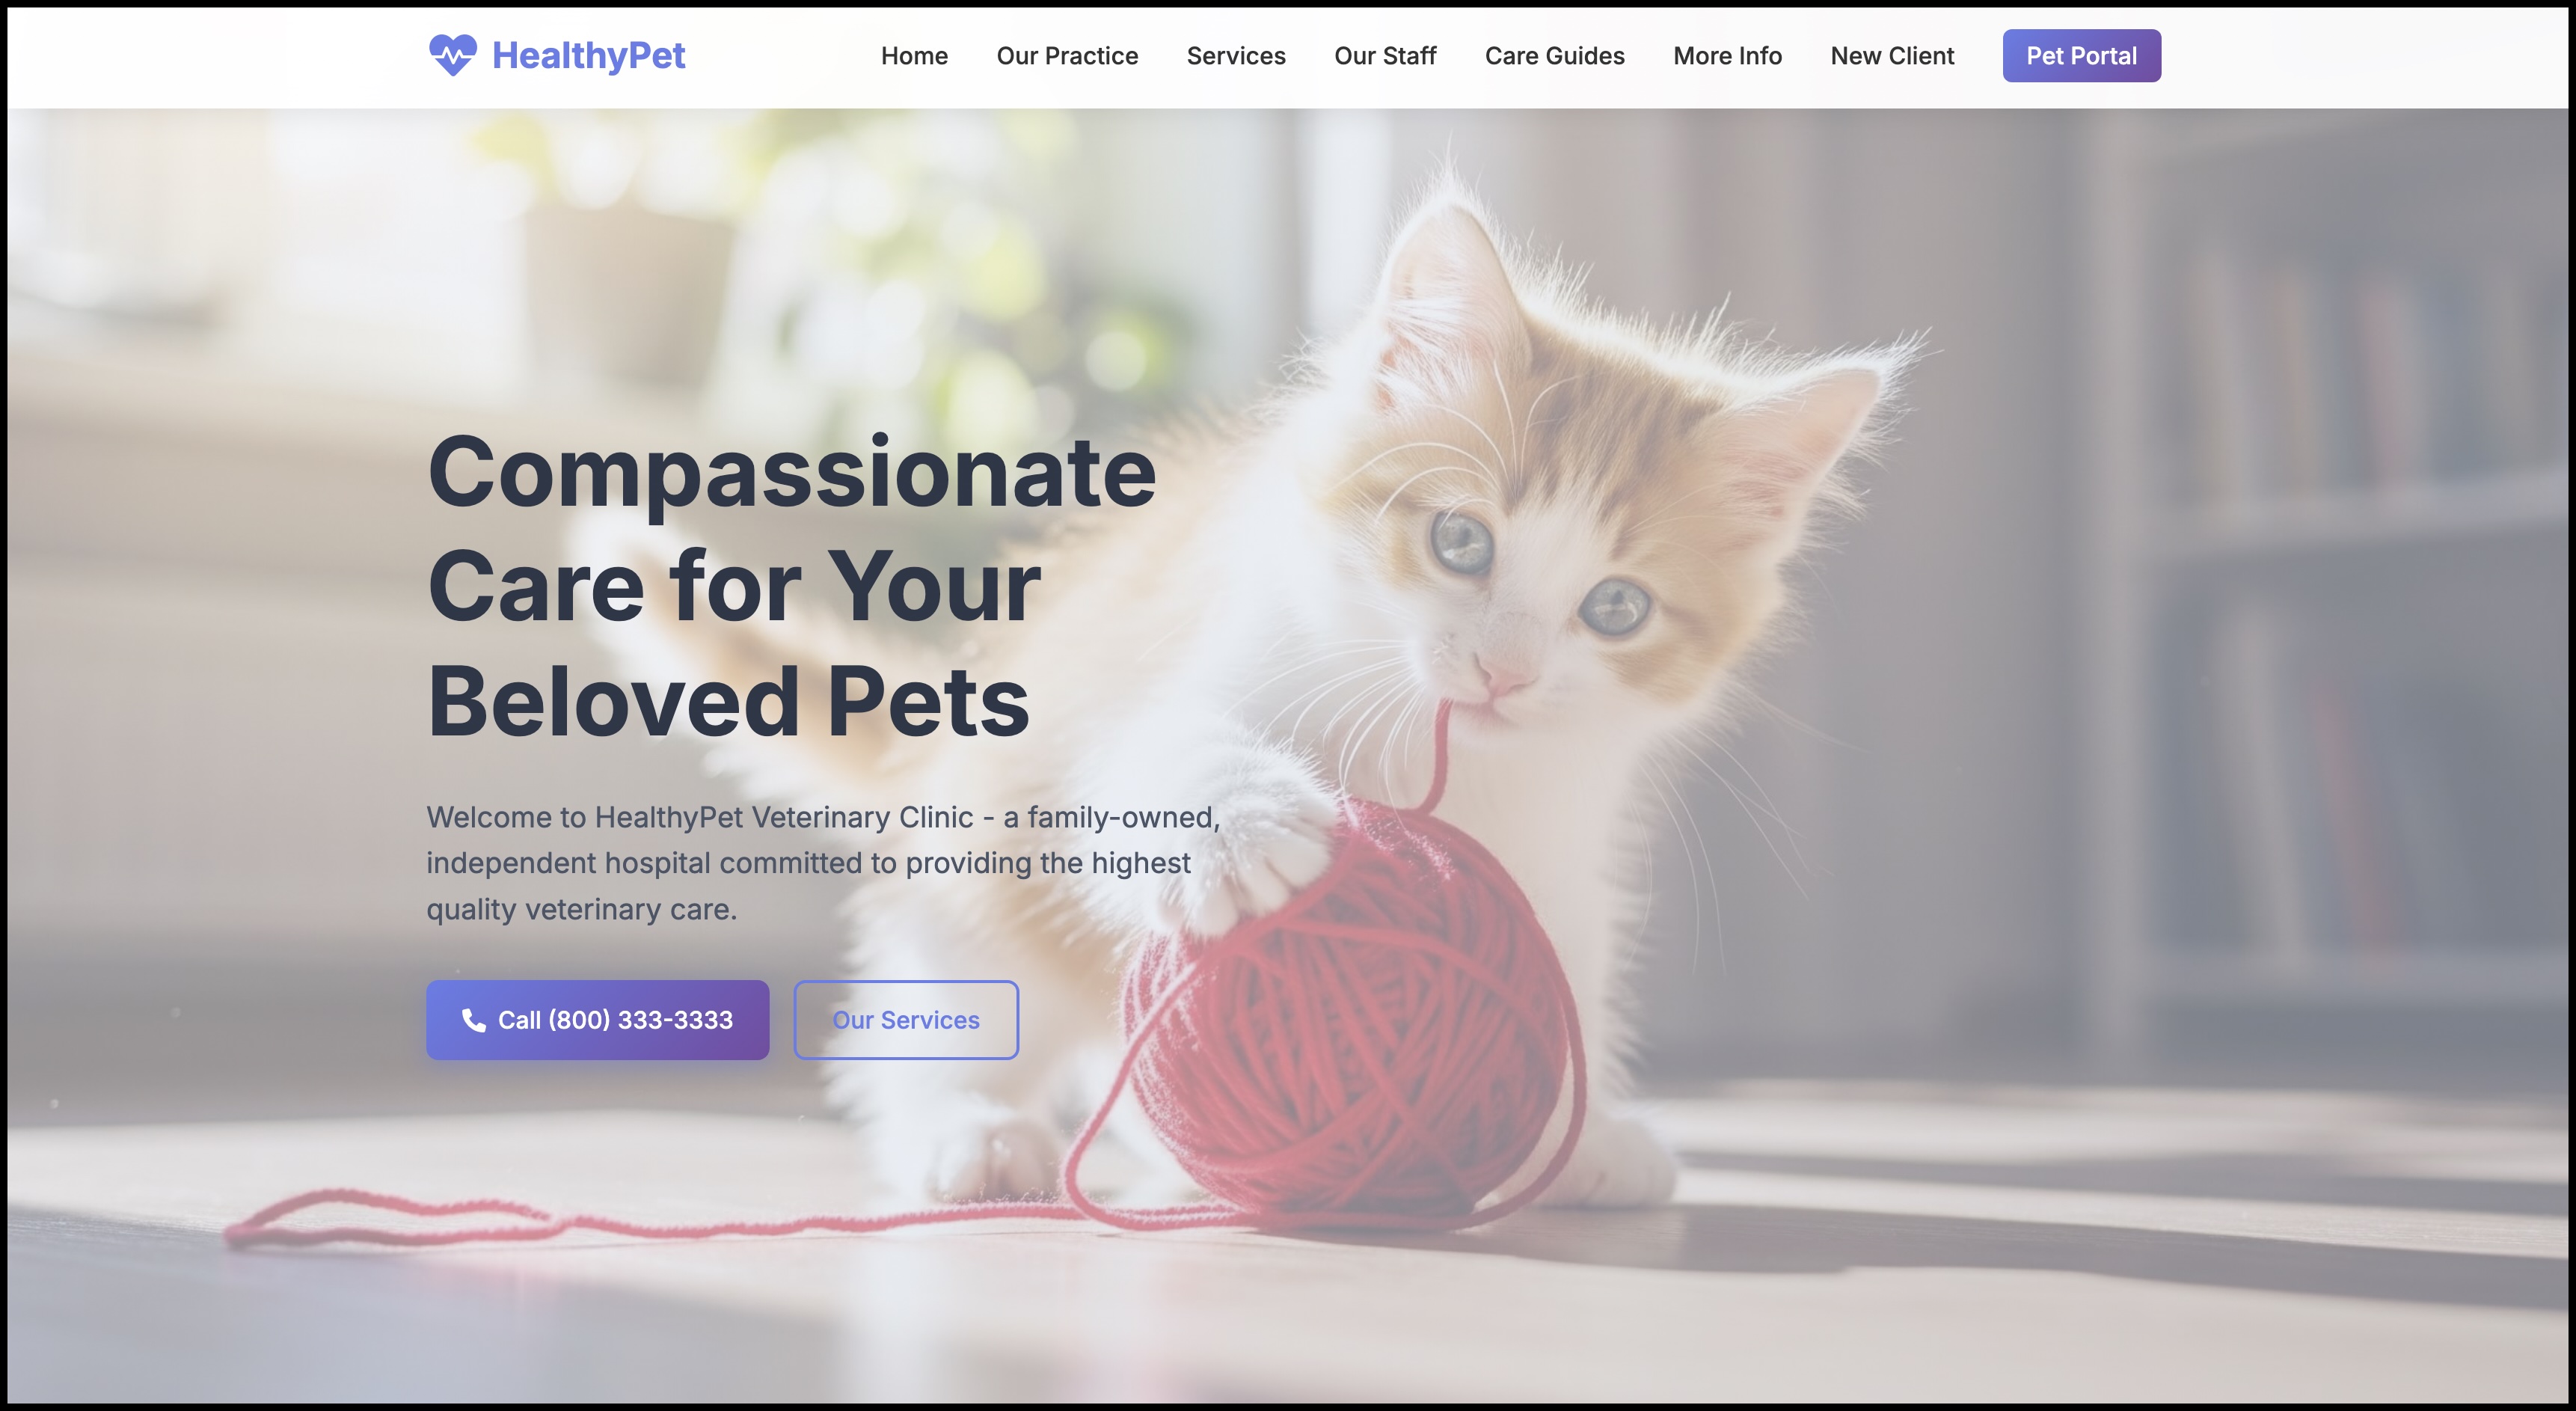 HealthyPet
Home
Our Practice
Services
Our Staff
Care Guides
More Info
New Client
Pet Portal
Compassionate
Care for Your
Beloved Pets
Welcome to HealthyPet Veterinary Clinic - a family-owned,
independent hospital committed to providing the highest
quality veterinary care.
Call (800) 333-3333
Our Services